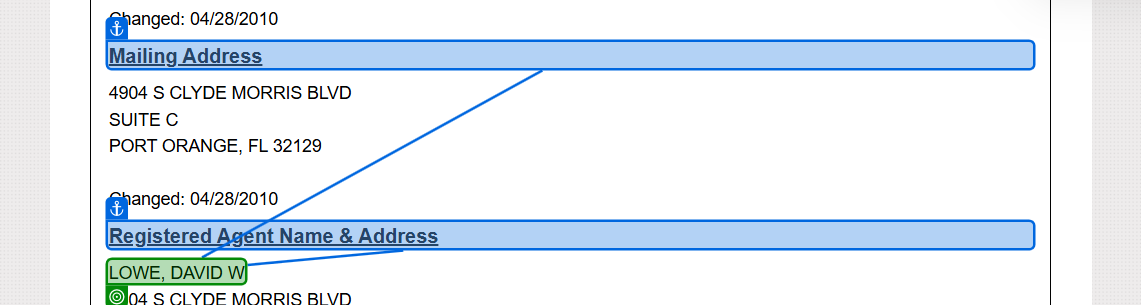 Changed: 04/28/2010
Mailing Address
4904 S CLYDE MORRIS BLVD
SUITE C
PORT ORANGE, FL 32129
Changed: 04/28/2010
Registered Agent Name & Address
LOWE, DAVID W
04 S CLYDE MORRIS BLVD